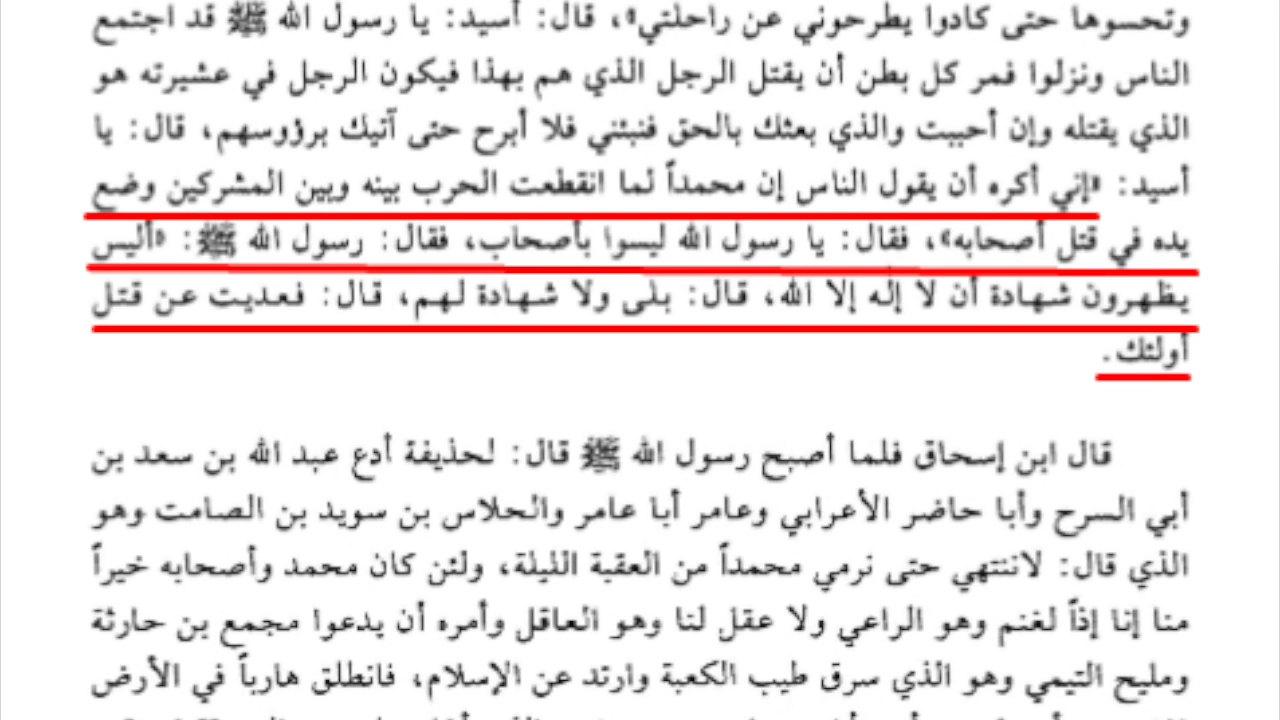 وتحسوها حتى كادوا يطرحوني عن راحلتي»، قال: أسيد: يا رسول الله ﷺ قد اجتمع
الناس ونزلوا فمر كل بطن أن يقتل الرجل الذي هم بهذا فيكون الرجل في عشيرته هو
الذي يقتله وإن أحببت والذي بعثك بالحق فنبئني فلا أبرح حتى آتيك برؤوسهم، قال: يا
أسيد: «إني أكره أن يقول الناس إن محمداً لما انقطعت الحرب بينه وبين المشركين وضع
يده في قتل أصحابه»، فقال: يا رسول الله ليسوا بأصحاب، فقال: رسول الله ﷺ: «أليس
يظهرون شهادة أن لا إله إلا الله، قال: بلى ولا شهادة لهم، قال: فعديت عن قتل
أولئك.
قال ابن إسحاق فلما أصبح رسول الله ﷺ قال: لحذيفة أدع عبد الله بن سعد بن
أبي السرح وأبا حاضر الأعرابي وعامر أبا عامر والحلاس بن سويد بن الصامت وهو
الذي قال: لاننتهي حتى نرمي محمداً من العقبة الليلة، ولئن كان محمد وأصحابه خيراً
منا إنا إذاً لغنم وهو الراعي ولا عقل لنا وهو العاقل وأمره أن يدعوا مجمع بن حارثة
ومليح التيمي وهو الذي سرق طيب الكعبة وارتد عن الإسلام، فانطلق هارباً في الأرض